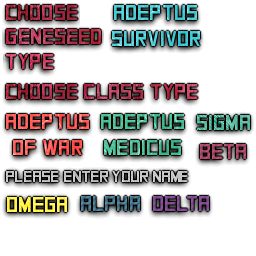 CHOOSE GENESEED TYPE
ADEPTUS SURVIVOR
CHOOSE CLASS TYPE
ADEPTUS OF WAR
ADEPTUS MEDICUS
SIGMA
BETA
PLEASE ENTER YOUR NAME
OMEGA
ALPHA
DELTA